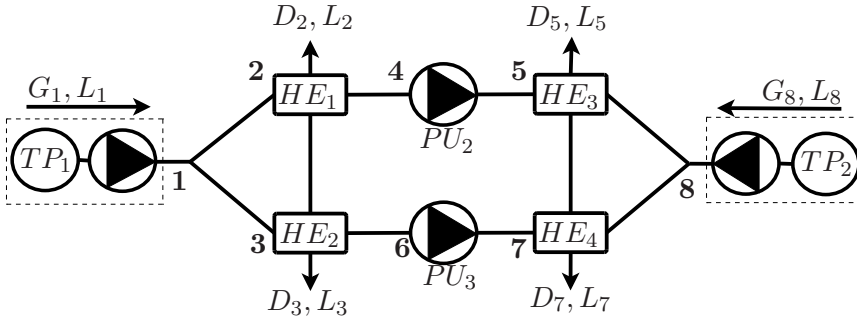 D₂, L₂
D₅, L₅
2
4
5
G₁, L₁
HE₁
HE₃
G₈, L₈
PU₂
TP₁
TP₂
1
8
3
HE₂
6
7
HE₄
PU₃
D₃, L₃
D₇, L₇